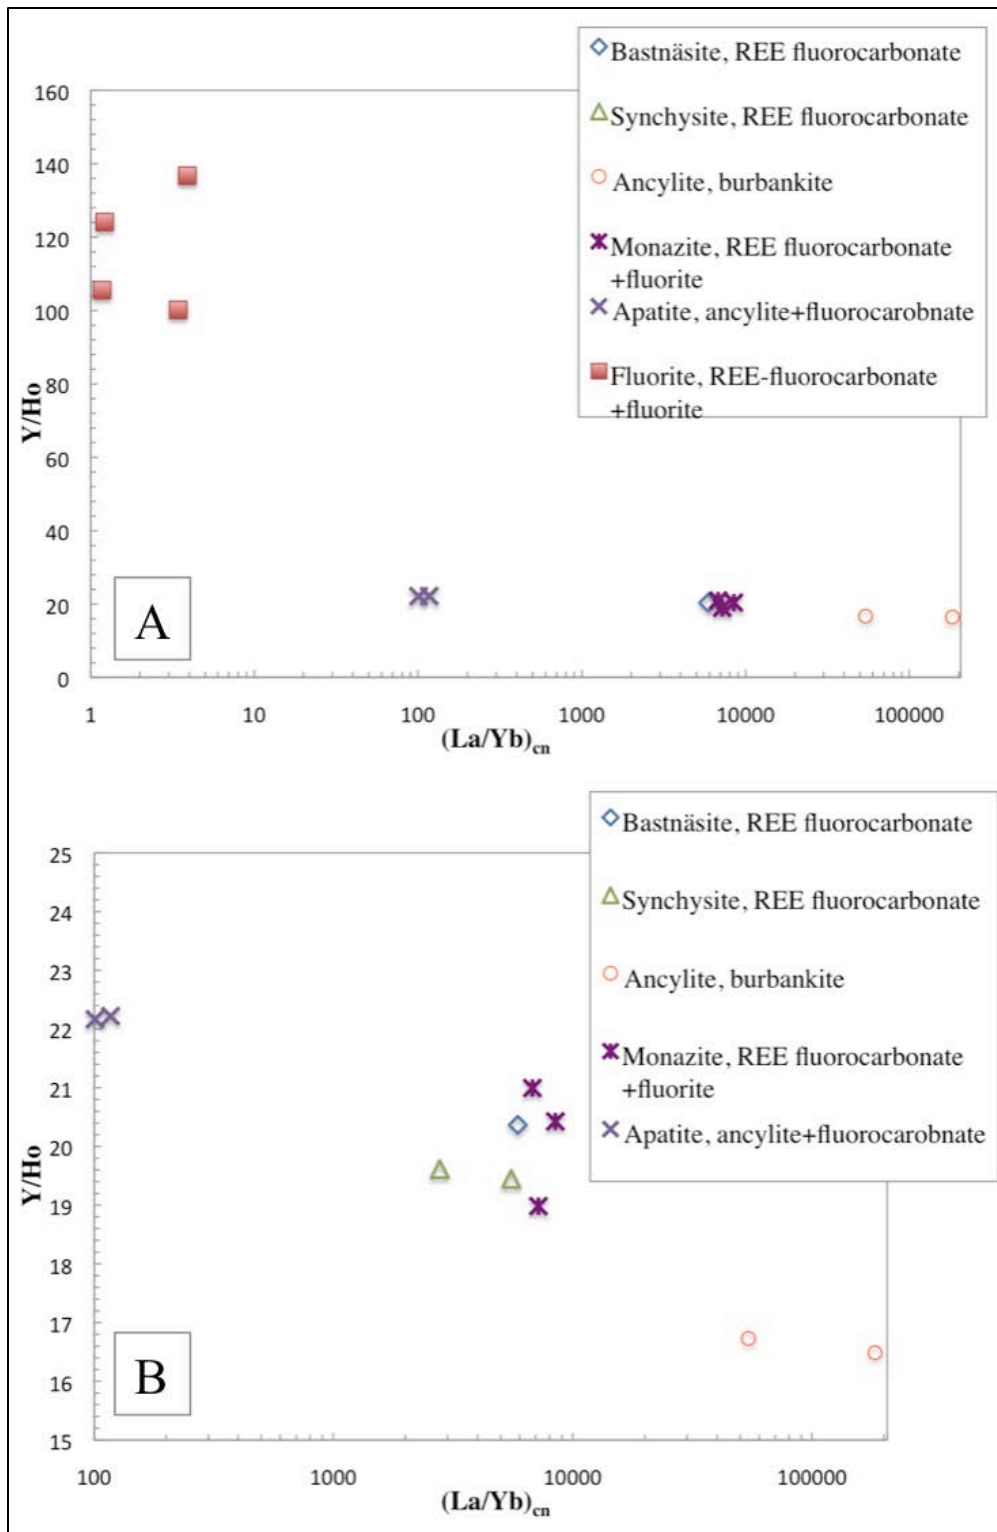 Bastnäsite, REE fluorocarbonate
Synchysite, REE fluorocarbonate
Ancylite, burbankite
Monazite, REE fluorocarbonate
+fluorite
Apatite, ancylite+fluorocarobnate
Fluorite, REE-fluorocarbonate
+fluorite
160
140
120
100
80
60
40
20
0
Y/Ho
A
1 10 100 1000 10000 100000
(La/Yb)cn
Bastnäsite, REE fluorocarbonate
Synchysite, REE fluorocarbonate
Ancylite, burbankite
Monazite, REE fluorocarbonate
+fluorite
Apatite, ancylite+fluorocarobnate
25
24
23
22
21
20
19
18
17
16
15
Y/Ho
B
100 1000 10000 100000
(La/Yb)cn